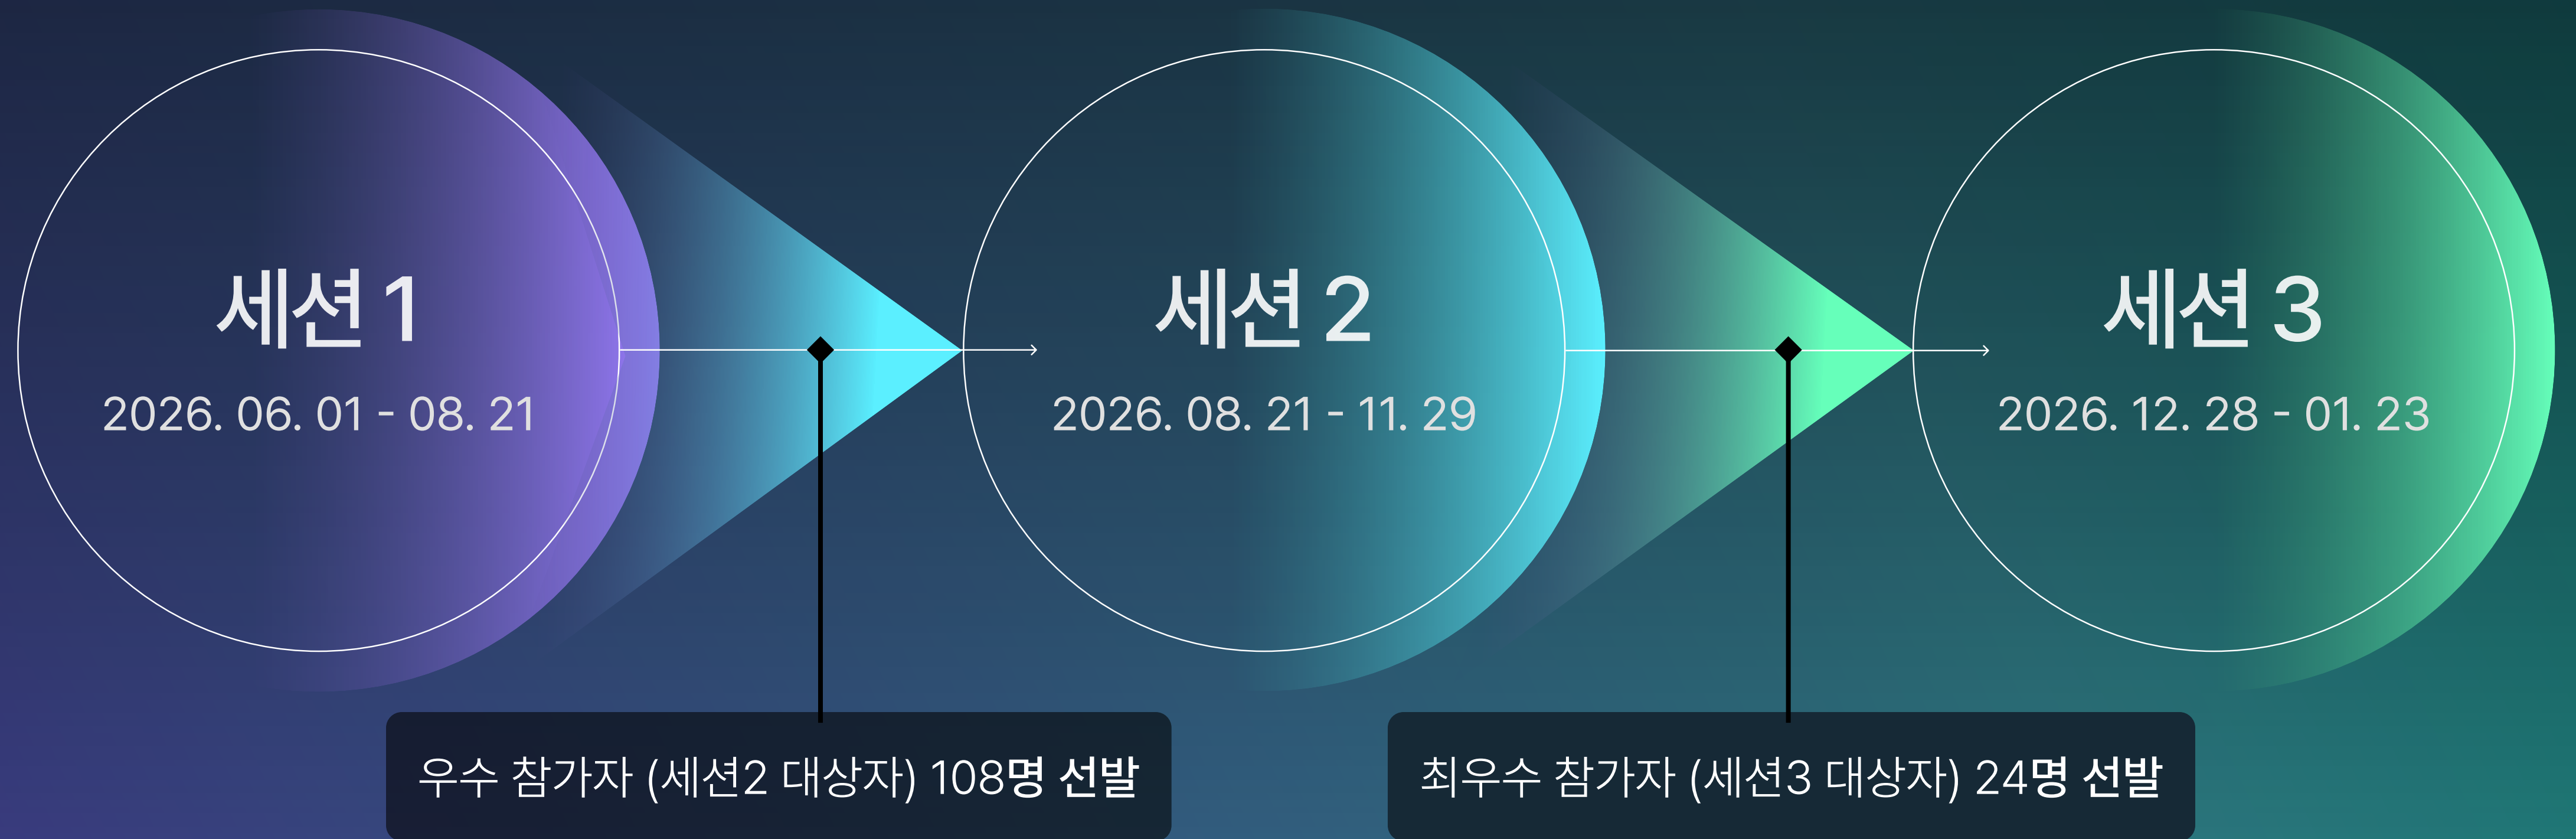 세션 1
2026. 06. 01 - 08. 21
세션 2
2026. 08. 21 - 11. 29
세션 3
2026. 12. 28 - 01. 23
우수 참가자 (세션2 대상자) 108명 선발
최우수 참가자 (세션3 대상자) 24명 선발